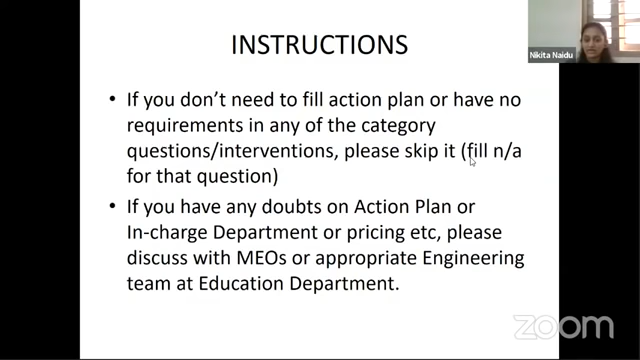 Nikita Naidu
INSTRUCTIONS
• If you don’t need to fill action plan or have no
requirements in any of the category
questions/interventions, please skip it (fill n/a
for that question)
• If you have any doubts on Action Plan or
In-charge Department or pricing etc, please
discuss with MEOs or appropriate Engineering
team at Education Department.
zoom